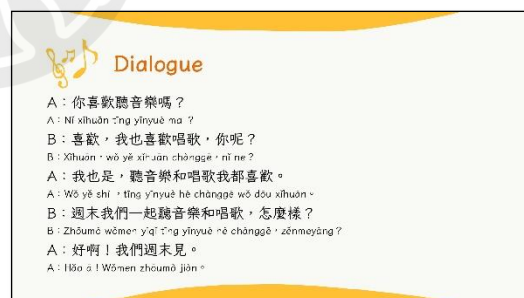 Dialogue
A：你喜歡聽音樂嗎？
A：Nǐ xǐhuān tīng yīnyuè ma ?
B：喜歡，我也喜歡唱歌，你呢？
B：Xǐhuān，wǒ yě xǐhuān chànggē，nǐ ne？
A：我也是，聽音樂和唱歌我都喜歡。
A：Wǒ yě shì ，tīng yīnyuè hé chànggē wǒ dōu xǐhuān。
B：週末我們一起聽音樂和唱歌，怎麼樣？
B：Zhōumò wǒmen yìqǐ tīng yīnyuè hé chànggē，zěnmeyàng？
A：好啊！我們週末見。
A：Hǎo a！Wǒmen zhōumò jiàn。